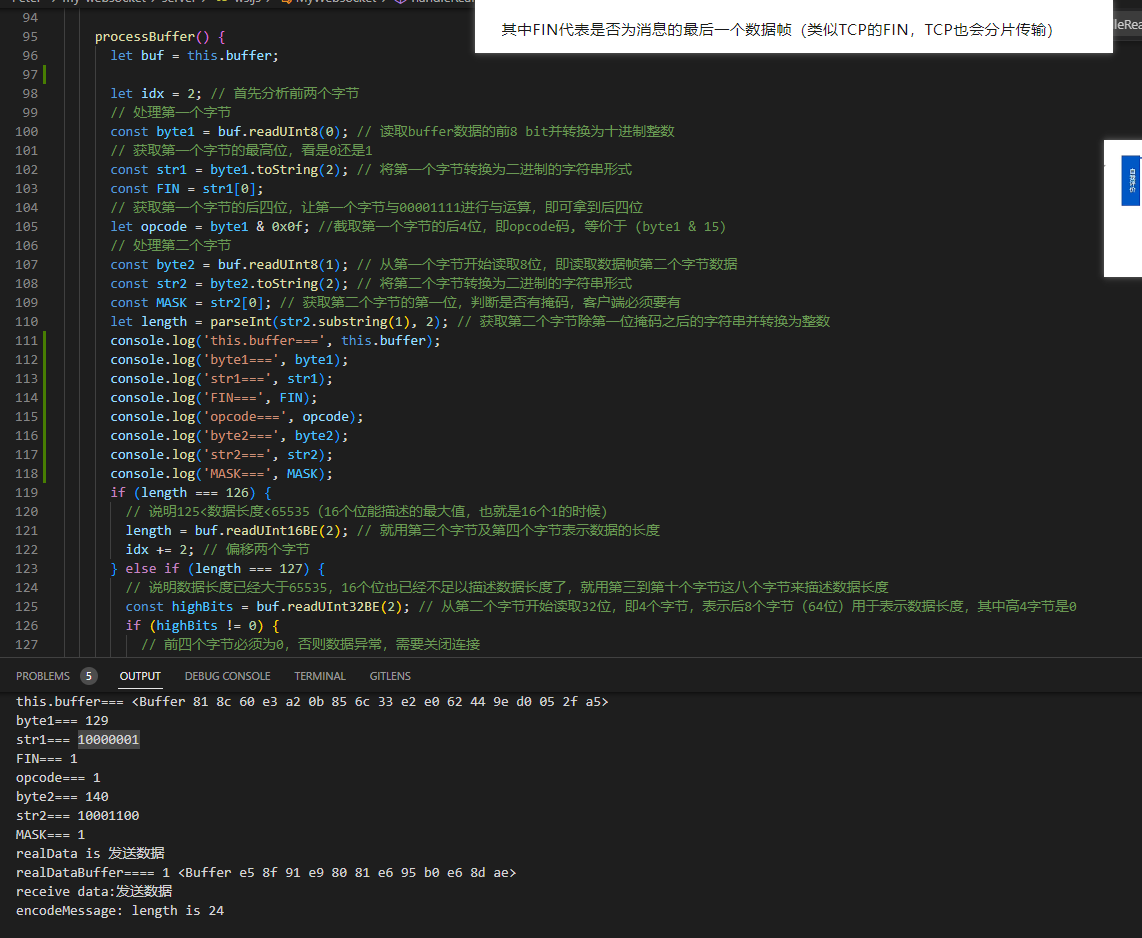 其中FIN代表是否为消息的最后一个数据帧（类似TCP的FIN，TCP也会分片传输）
leRea
自我评价
94
95 processBuffer() {
96 let buf = this.buffer;
97
98 let idx = 2; // 首先分析前两个字节
99 // 处理第一个字节
100 const byte1 = buf.readUInt8(0); // 读取buffer数据的前8 bit并转换为十进制整数
101 // 获取第一个字节的最高位，看是0还是1
102 const str1 = byte1.toString(2); // 将第一个字节转换为二进制的字符串形式
103 const FIN = str1[0];
104 // 获取第一个字节的后四位，让第一个字节与00001111进行与运算，即可拿到后四位
105 let opcode = byte1 & 0x0f; //截取第一个字节的后4位，即opcode码, 等价于 (byte1 & 15)
106 // 处理第二个字节
107 const byte2 = buf.readUInt8(1); // 从第一个字节开始读取8位，即读取数据帧第二个字节数据
108 const str2 = byte2.toString(2); // 将第二个字节转换为二进制的字符串形式
109 const MASK = str2[0]; // 获取第二个字节的第一位，判断是否有掩码，客户端必须要有
110 let length = parseInt(str2.substring(1), 2); // 获取第二个字节除第一位掩码之后的字符串并转换为整数
111 console.log('this.buffer===', this.buffer);
112 console.log('byte1===', byte1);
113 console.log('str1===', str1);
114 console.log('FIN===', FIN);
115 console.log('opcode===', opcode);
116 console.log('byte2===', byte2);
117 console.log('str2===', str2);
118 console.log('MASK===', MASK);
119 if (length === 126) {
120 // 说明125<数据长度<65535（16个位能描述的最大值，也就是16个1的时候)
121 length = buf.readUInt16BE(2); // 就用第三个字节及第四个字节表示数据的长度
122 idx += 2; // 偏移两个字节
123 } else if (length === 127) {
124 // 说明数据长度已经大于65535，16个位也已经不足以描述数据长度了，就用第三到第十个字节这八个字节来描述数据长度
125 const highBits = buf.readUInt32BE(2); // 从第二个字节开始读取32位，即4个字节，表示后8个字节（64位）用于表示数据长度，其中高4字节是0
126 if (highBits != 0) {
127 // 前四个字节必须为0，否则数据异常，需要关闭连接
PROBLEMS 5 OUTPUT DEBUG CONSOLE TERMINAL GITLENS
this.buffer=== <Buffer 81 8c 60 e3 a2 0b 85 6c 33 e2 e0 62 44 9e d0 05 2f a5>
byte1=== 129
str1=== 10000001
FIN=== 1
opcode=== 1
byte2=== 140
str2=== 10001100
MASK=== 1
realData is 发送数据
realDataBuffer==== 1 <Buffer e5 8f 91 e9 80 81 e6 95 b0 e6 8d ae>
receive data:发送数据
encodeMessage: length is 24